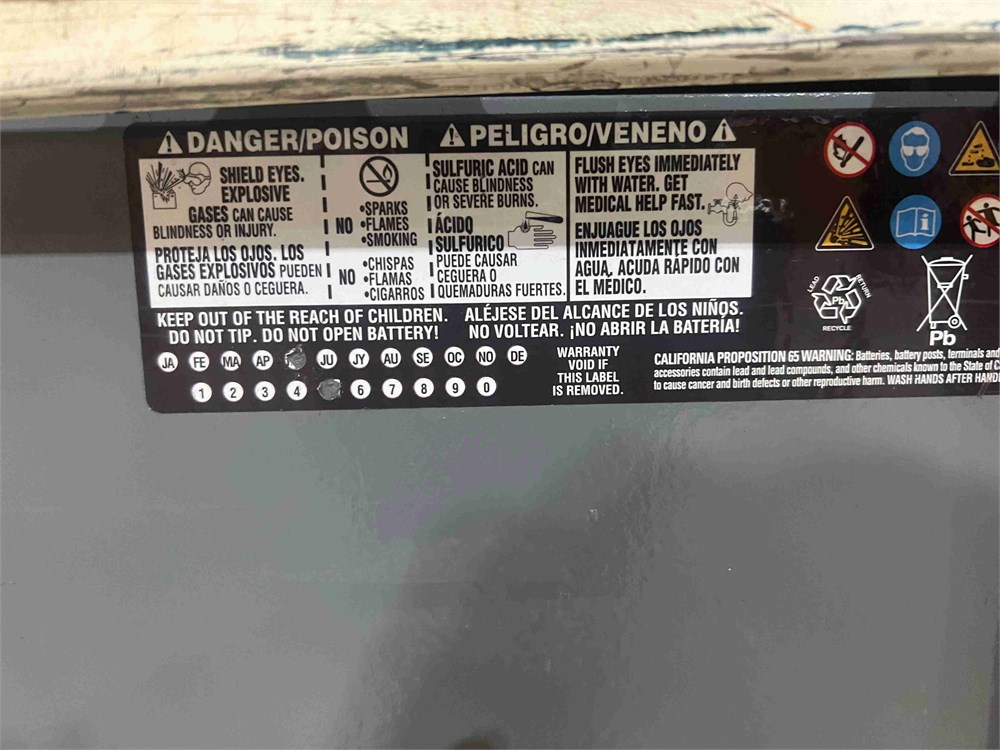 DANGER/POISON
PELIGRO/VENENO
SHIELD EYES.
EXPLOSIVE
GASES CAN CAUSE
BLINDNESS OR INJURY.
PROTEJA LOS OJOS. LOS
GASES EXPLOSIVOS PUEDEN
CAUSAR DAÑOS O CEGUERA.
NO
•SPARKS
•FLAMES
•SMOKING
NO
•CHISPAS
•FLAMAS
•CIGARROS
SULFURIC ACID CAN
CAUSE BLINDNESS
OR SEVERE BURNS.
ÁCIDO
SULFÚRICO
PUEDE CAUSAR
CEGUERA O
QUEMADURAS FUERTES.
FLUSH EYES IMMEDIATELY
WITH WATER. GET
MEDICAL HELP FAST.
ENJUAGUE LOS OJOS
INMEDIATAMENTE CON
AGUA, ACUDA RÁPIDO CON
EL MÉDICO.
KEEP OUT OF THE REACH OF CHILDREN.
DO NOT TIP. DO NOT OPEN BATTERY!
ALÉJESE DEL ALCANCE DE LOS NIÑOS.
NO VOLTEAR. ¡NO ABRIR LA BATERÍA!
JA FE MA AP JU JY AU SE OC NO DE
1 2 3 4 6 7 8 9 0
WARRANTY
VOID IF
THIS LABEL
IS REMOVED.
LEAD
RETURN
Pb
RECYCLE
Pb
CALIFORNIA PROPOSITION 65 WARNING: Batteries, battery posts, terminals and
accessories contain lead and lead compounds, and other chemicals known to the State of
to cause cancer and birth defects or other reproductive harm. WASH HANDS AFTER